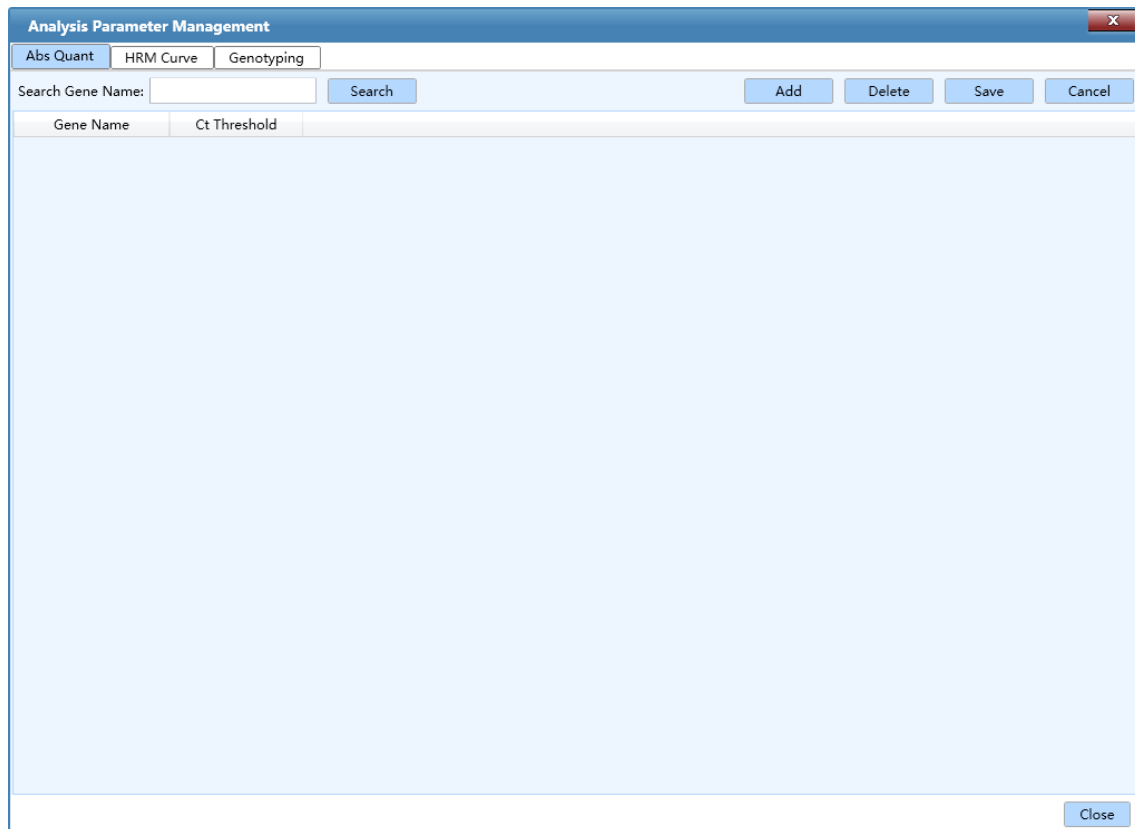 Analysis Parameter Management x
Abs Quant HRM Curve Genotyping
Search Gene Name: Search Add Delete Save Cancel
Gene Name Ct Threshold
Close